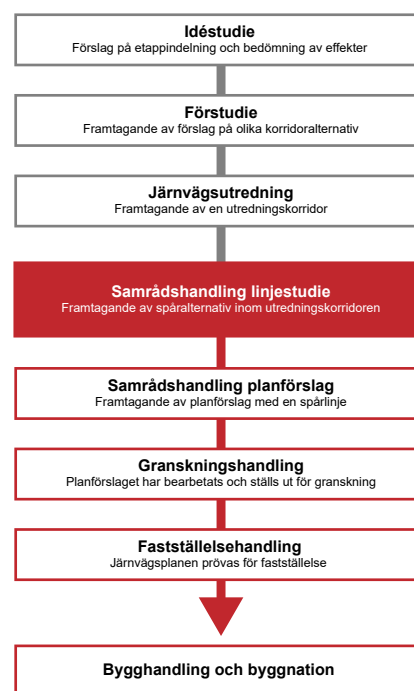 Idéstudie
Förslag på etappindelning och bedömning av effekter
Förstudie
Framtagande av förslag på olika korridoralternativ
Järnvägsutredning
Framtagande av en utredningskorridor
Samrådshandling linjestudie
Framtagande av spåralternativ inom utredningskorridoren
Samrådshandling planförslag
Framtagande av planförslag med en spårlinje
Granskningshandling
Planförslaget har bearbetats och ställs ut för granskning
Fastställelsehandling
Järnvägsplanen prövas för fastställelse
Bygghandling och byggnation